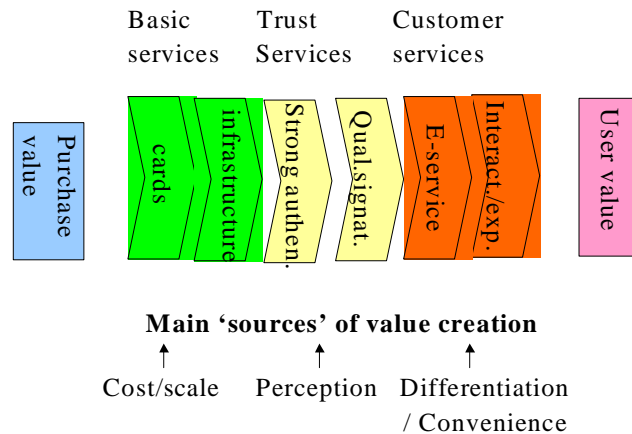 Basic
services
Trust
Services
Customer
services
Purchase
value
cards
infrastructure
Strong authen.
Qual.signat.
E-service
Interact./exp.
User value
Main ‘sources’ of value creation
Cost/scale
Perception
Differentiation
/ Convenience